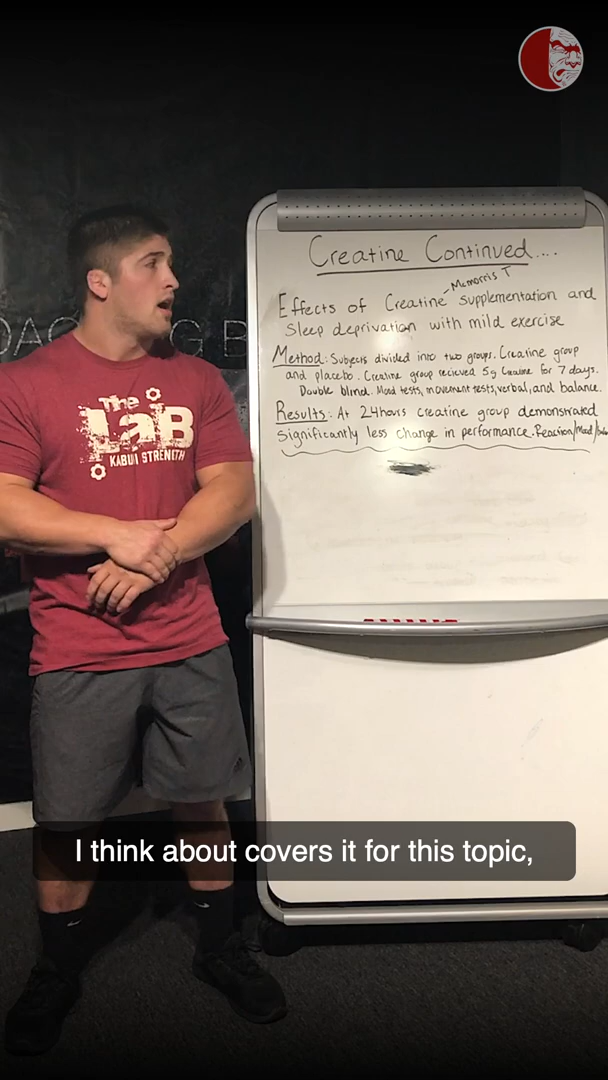 Creatine Continued....
Mcmorris T
Effects of Creatine supplementation and
Sleep deprivation with mild exercise
Method: Subjects divided into two groups. Creatine group
and placebo. Creatine group recieved 5g Creatine for 7 days.
Double blind. Mood tests, movement tests, verbal, and balance.
Results: At 24hours creatine group demonstrated
significantly less change in performance. Reaction/Mood/
The
LaB
KABUKI STRENGTH
I think about covers it for this topic,